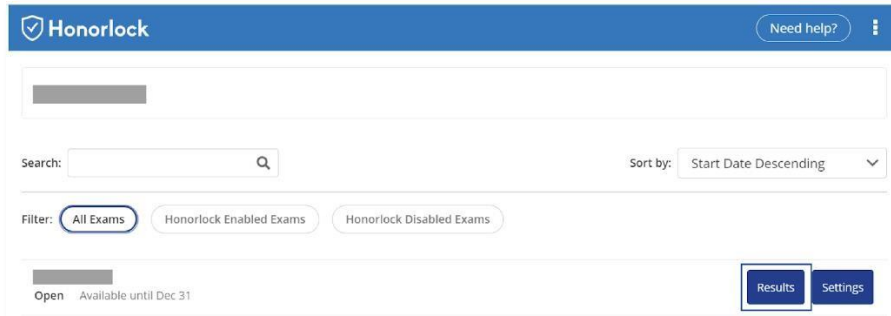 Honorlock Need help?
Search: Sort by: Start Date Descending
Filter: All Exams Honorlock Enabled Exams Honorlock Disabled Exams
Open Available until Dec 31 Results Settings